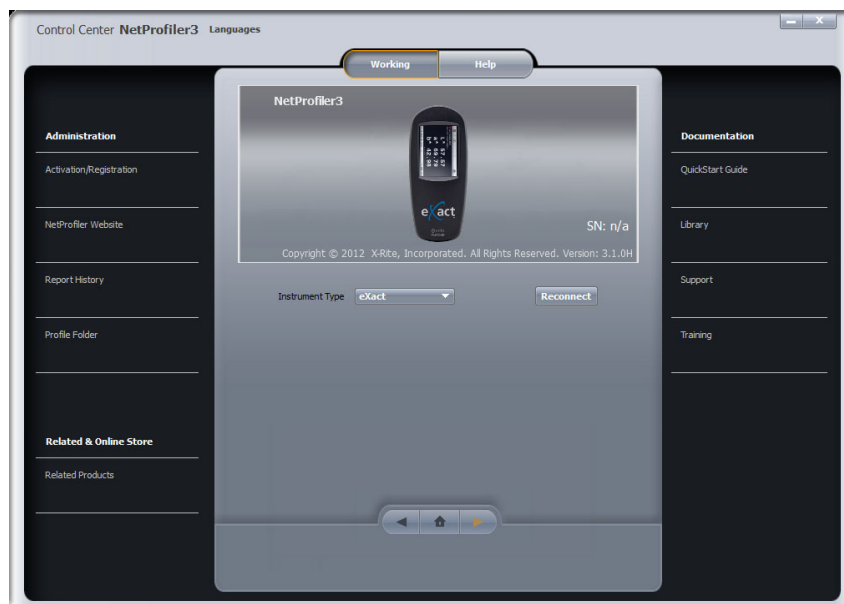 Control Center NetProfiler3 Languages
Working
Help
Administration
Activation/Registration
NetProfiler Website
Report History
Profile Folder
Related & Online Store
Related Products
NetProfiler3
L* 57.57
eXact
SN: n/a
Copyright © 2012 X-Rite, Incorporated. All Rights Reserved. Version: 3.1.0H
Instrument Type eXact
Reconnect
Documentation
QuickStart Guide
Library
Support
Training